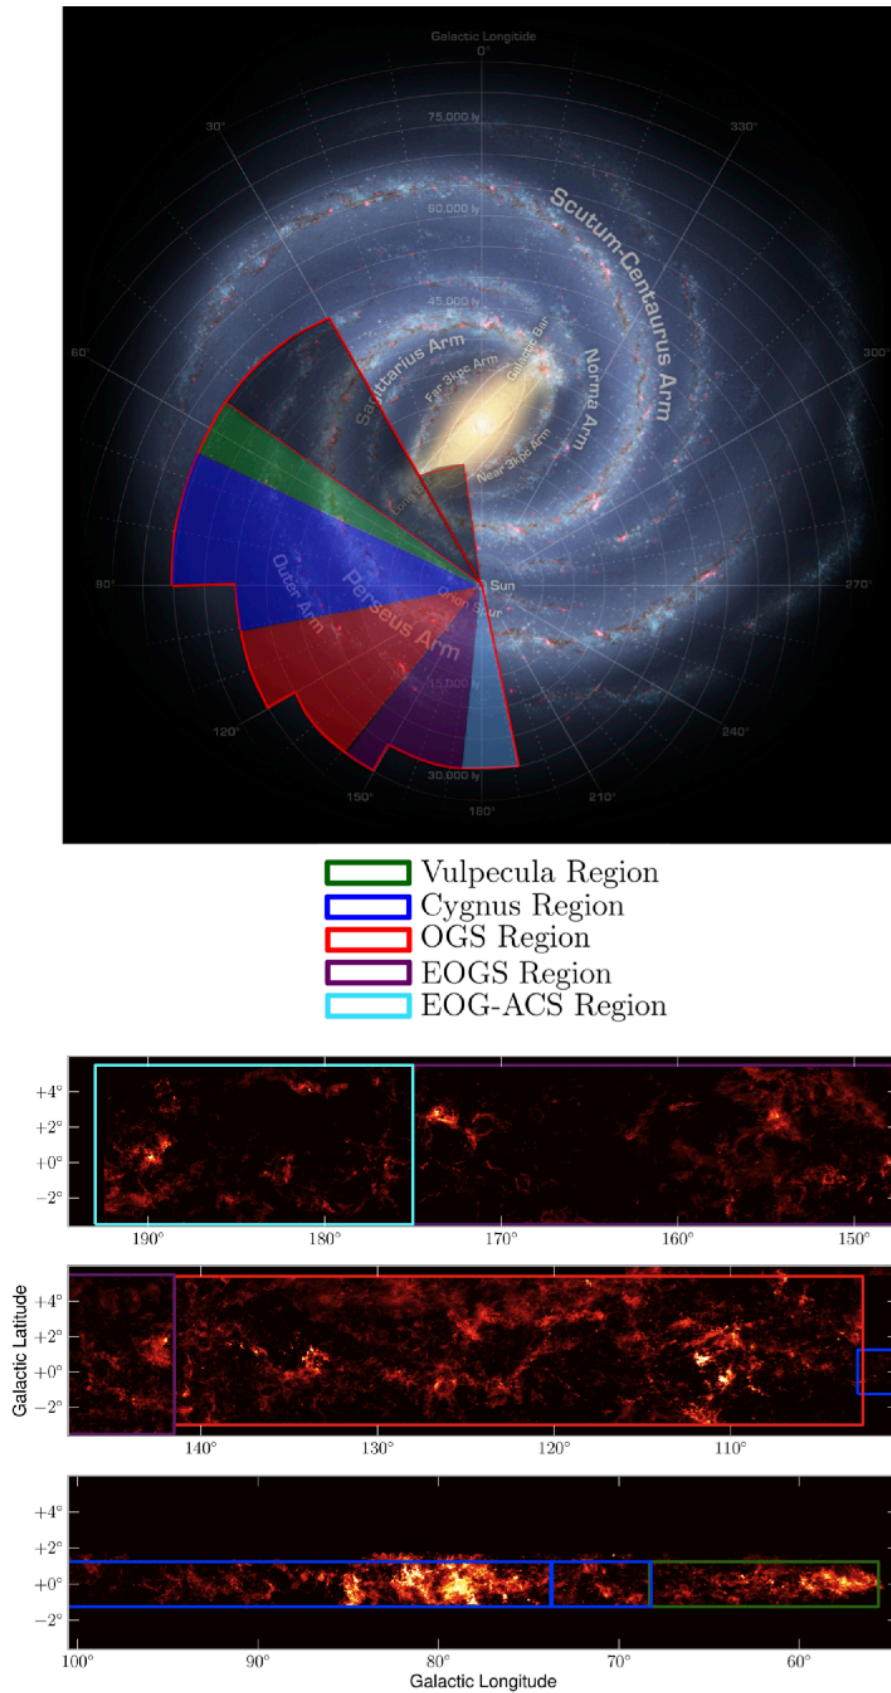 Galactic Longitide
0°
30°
330°
75,000 ly
60,000 ly
Scutum-Centaurus Arm
45,000 ly
60°
300°
Sagittarius Arm
Far 3kpc Arm
Galactic Bar
Norma Arm
Near 3kpc Arm
Long
90°
Sun
270°
Outer Arm
Perseus Arm
Orion Spur
15,000 ly
120°
240°
30,000 ly
150°
180°
210°
Vulpecula Region
Cygnus Region
OGS Region
EOGS Region
EOG-ACS Region
+4°
+2°
+0°
−2°
190° 180° 170° 160° 150°
Galactic Latitude
+4°
+2°
+0°
−2°
140° 130° 120° 110°
+4°
+2°
+0°
−2°
100° 90° 80° 70° 60°
Galactic Longitude